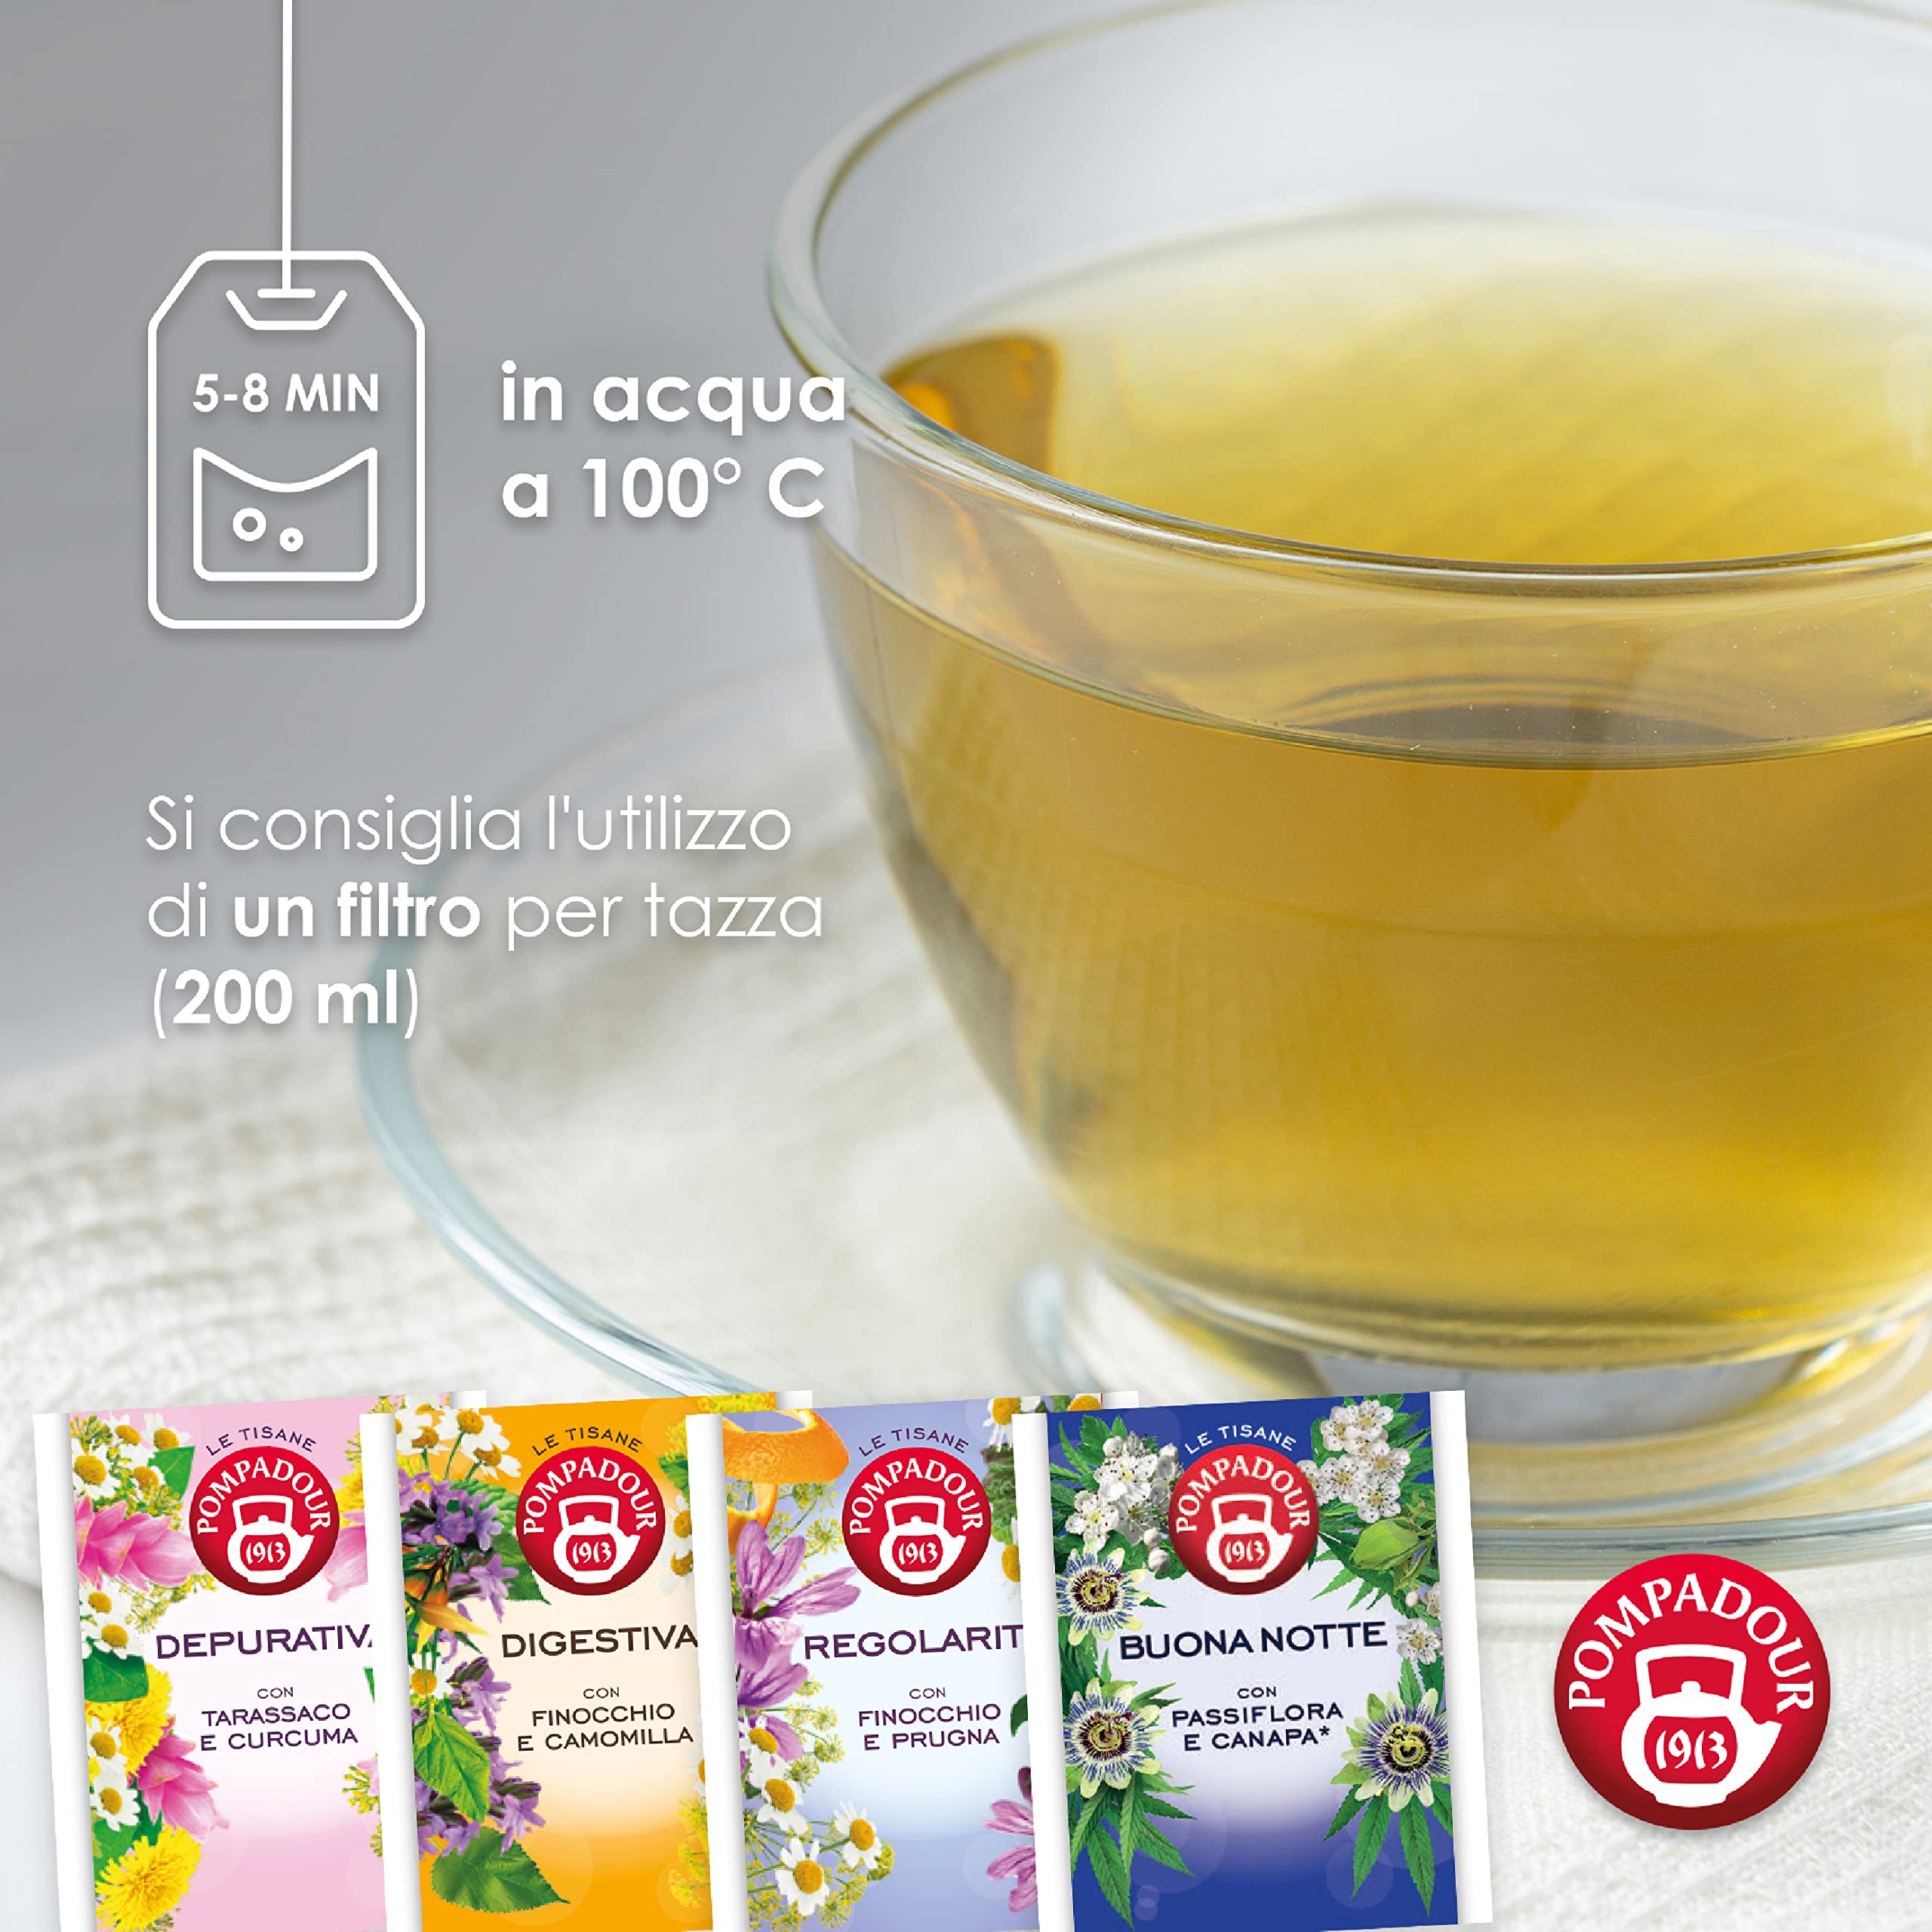 5-8 MIN
in acqua
a 100° C
Si consiglia l'utilizzo
di un filtro per tazza
(200 ml)
LE TISANE
POMPADOUR
1913
DEPURATIVA
CON
TARASSACO
E CURCUMA
LE TISANE
POMPADOUR
1913
DIGESTIVA
CON
FINOCCHIO
E CAMOMILLA
LE TISANE
POMPADOUR
1913
REGOLARIT
CON
FINOCCHIO
E PRUGNA
LE TISANE
POMPADOUR
1913
BUONA NOTTE
CON
PASSIFLORA
E CANAPA*
POMPADOUR
1913